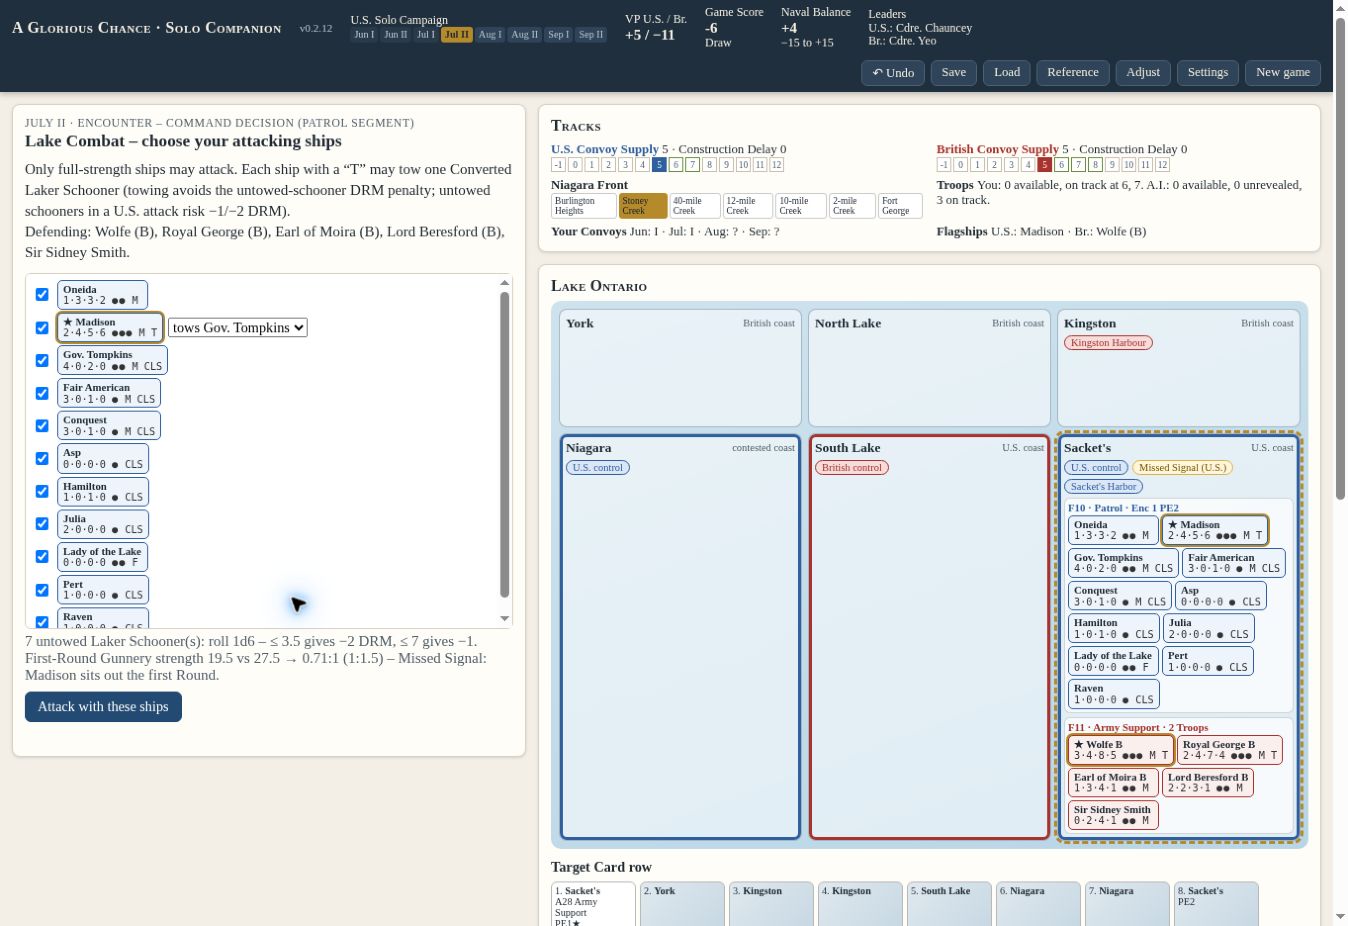 A Glorious Chance · Solo Companion
v0.2.12
U.S. Solo Campaign
Jun I Jun II Jul I Jul II Aug I Aug II Sep I Sep II
VP U.S. / Br.
+5 / −11
Game Score
-6
Draw
Naval Balance
+4
−15 to +15
Leaders
U.S.: Cdre. Chauncey
Br.: Cdre. Yeo
↶ Undo
Save
Load
Reference
Adjust
Settings
New game
JULY II · ENCOUNTER – COMMAND DECISION (PATROL SEGMENT)
Lake Combat – choose your attacking ships
Only full-strength ships may attack. Each ship with a “T” may tow one Converted
Laker Schooner (towing avoids the untowed-schooner DRM penalty; untowed
schooners in a U.S. attack risk −1/−2 DRM).
Defending: Wolfe (B), Royal George (B), Earl of Moira (B), Lord Beresford (B),
Sir Sidney Smith.
Oneida
1·3·3·2 ●● M
★ Madison
2·4·5·6 ●●● M T
tows Gov. Tompkins
Gov. Tompkins
4·0·2·0 ●● M CLS
Fair American
3·0·1·0 ● M CLS
Conquest
3·0·1·0 ● M CLS
Asp
0·0·0·0 ● CLS
Hamilton
1·0·1·0 ● CLS
Julia
2·0·0·0 ● CLS
Lady of the Lake
0·0·0·0 ●● F
Pert
1·0·0·0 ● CLS
Raven
1·0·0·0 ● CLS
7 untowed Laker Schooner(s): roll 1d6 – ≤ 3.5 gives −2 DRM, ≤ 7 gives −1.
First-Round Gunnery strength 19.5 vs 27.5 → 0.71:1 (1:1.5) – Missed Signal:
Madison sits out the first Round.
Attack with these ships
Tracks
U.S. Convoy Supply 5 · Construction Delay 0
-1 0 1 2 3 4 5 6 7 8 9 10 11 12
Niagara Front
Burlington Heights
Stoney Creek
40-mile Creek
12-mile Creek
10-mile Creek
2-mile Creek
Fort George
Your Convoys Jun: I · Jul: I · Aug: ? · Sep: ?
British Convoy Supply 5 · Construction Delay 0
-1 0 1 2 3 4 5 6 7 8 9 10 11 12
Troops You: 0 available, on track at 6, 7. A.I.: 0 available, 0 unrevealed,
3 on track.
Flagships U.S.: Madison · Br.: Wolfe (B)
Lake Ontario
York British coast
North Lake British coast
Kingston British coast
Kingston Harbour
Niagara contested coast
U.S. control
South Lake U.S. coast
British control
Sacket's U.S. coast
U.S. control Missed Signal (U.S.)
Sacket's Harbor
F10 · Patrol · Enc 1 PE2
Oneida
1·3·3·2 ●● M
★ Madison
2·4·5·6 ●●● M T
Gov. Tompkins
4·0·2·0 ●● M CLS
Fair American
3·0·1·0 ● M CLS
Conquest
3·0·1·0 ● M CLS
Asp
0·0·0·0 ● CLS
Hamilton
1·0·1·0 ● CLS
Julia
2·0·0·0 ● CLS
Lady of the Lake
0·0·0·0 ●● F
Pert
1·0·0·0 ● CLS
Raven
1·0·0·0 ● CLS
F11 · Army Support · 2 Troops
★ Wolfe B
3·4·8·5 ●●● M T
Royal George B
2·4·7·4 ●●● M T
Earl of Moira B
1·3·4·1 ●● M
Lord Beresford B
2·2·3·1 ●● M
Sir Sidney Smith
0·2·4·1 ●● M
Target Card row
1. Sacket's
A28 Army
Support
PE1★
2. York
3. Kingston
4. Kingston
5. South Lake
6. Niagara
7. Niagara
8. Sacket's
PE2